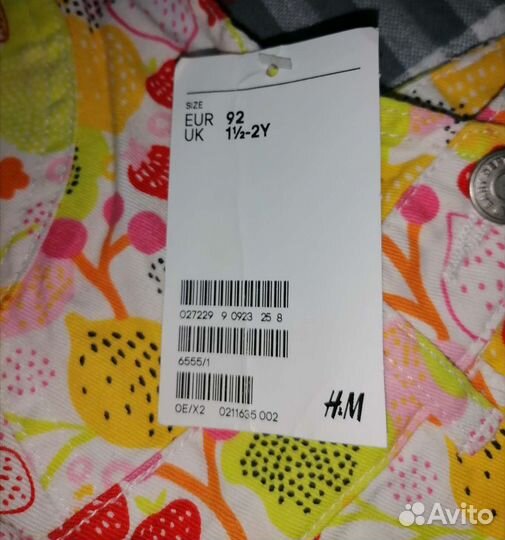 SIZE
EUR 92
UK 1½-2Y
027229 9 0923 25 8
6555/1
OE/X2 0211635 002
H&M
Avito